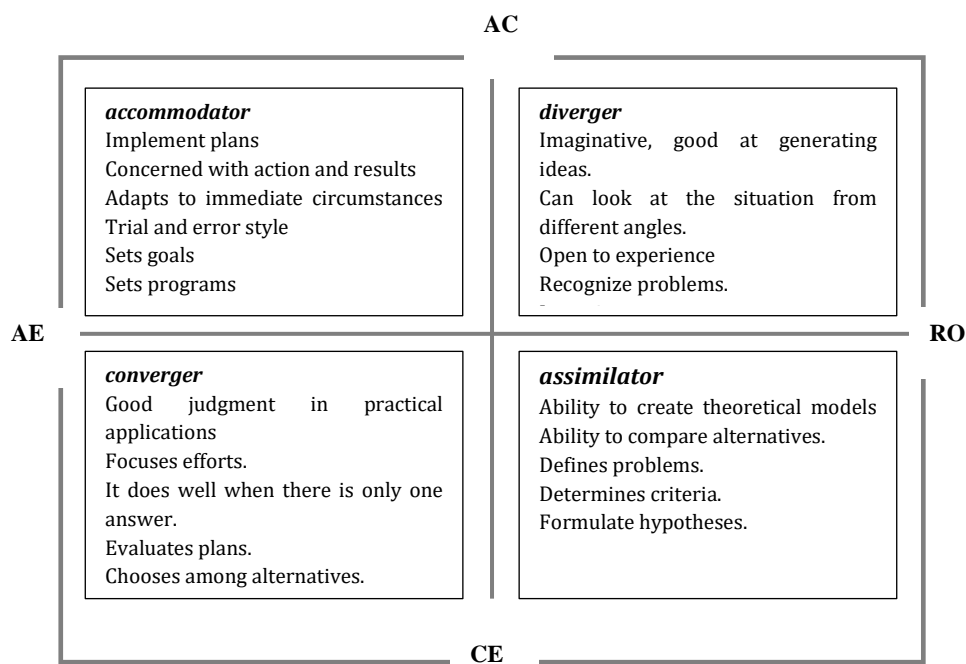 AC
accommodator
Implement plans
Concerned with action and results
Adapts to immediate circumstances
Trial and error style
Sets goals
Sets programs
diverger
Imaginative, good at generating
ideas.
Can look at the situation from
different angles.
Open to experience
Recognize problems.
AE
RO
converger
Good judgment in practical
applications
Focuses efforts.
It does well when there is only one
answer.
Evaluates plans.
Chooses among alternatives.
assimilator
Ability to create theoretical models
Ability to compare alternatives.
Defines problems.
Determines criteria.
Formulate hypotheses.
CE